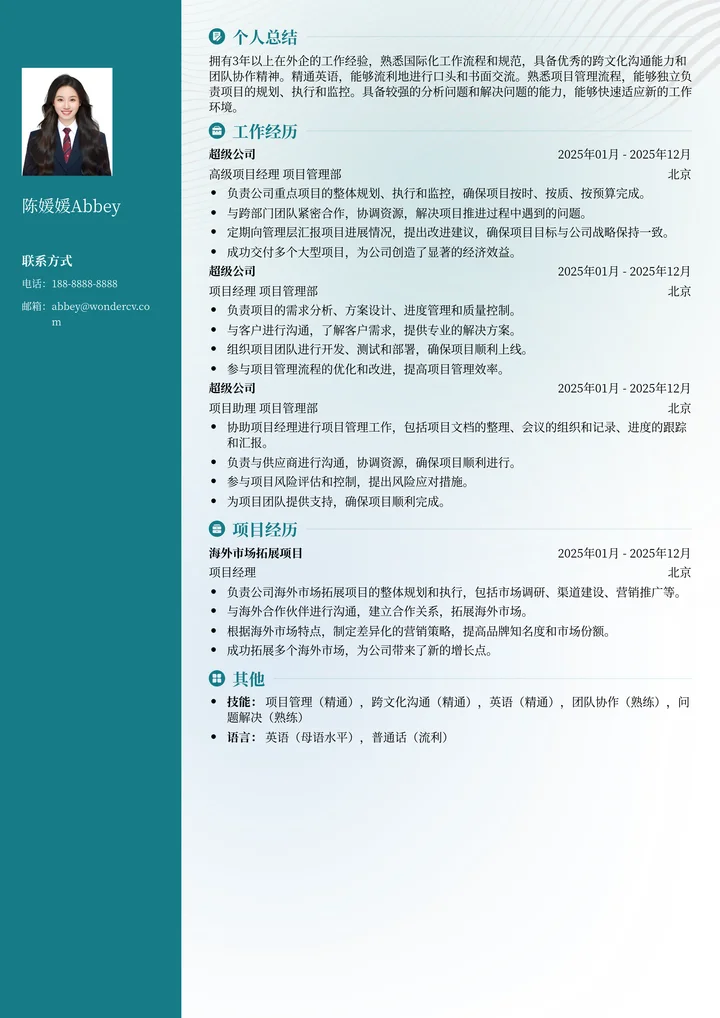 陈媛媛Abbey
联系方式
电话：188-8888-8888
邮箱：abbey@wondercv.co
m
个人总结
拥有3年以上在外企的工作经验，熟悉国际化工作流程和规范，具备优秀的跨文化沟通能力和
团队协作精神。精通英语，能够流利地进行口头和书面交流。熟悉项目管理流程，能够独立负
责项目的规划、执行和监控。具备较强的分析问题和解决问题的能力，能够快速适应新的工作
环境。
工作经历
超级公司 2025年01月 - 2025年12月
高级项目经理 项目管理部 北京
• 负责公司重点项目的整体规划、执行和监控，确保项目按时、按质、按预算完成。
• 与跨部门团队紧密合作，协调资源，解决项目推进过程中遇到的问题。
• 定期向管理层汇报项目进展情况，提出改进建议，确保项目目标与公司战略保持一致。
• 成功交付多个大型项目，为公司创造了显著的经济效益。
超级公司 2025年01月 - 2025年12月
项目经理 项目管理部 北京
• 负责项目的需求分析、方案设计、进度管理和质量控制。
• 与客户进行沟通，了解客户需求，提供专业的解决方案。
• 组织项目团队进行开发、测试和部署，确保项目顺利上线。
• 参与项目管理流程的优化和改进，提高项目管理效率。
超级公司 2025年01月 - 2025年12月
项目助理 项目管理部 北京
• 协助项目经理进行项目管理工作，包括项目文档的整理、会议的组织和记录、进度的跟踪
和汇报。
• 负责与供应商进行沟通，协调资源，确保项目顺利进行。
• 参与项目风险评估和控制，提出风险应对措施。
• 为项目团队提供支持，确保项目顺利完成。
项目经历
海外市场拓展项目 2025年01月 - 2025年12月
项目经理 北京
• 负责公司海外市场拓展项目的整体规划和执行，包括市场调研、渠道建设、营销推广等。
• 与海外合作伙伴进行沟通，建立合作关系，拓展海外市场。
• 根据海外市场特点，制定差异化的营销策略，提高品牌知名度和市场份额。
• 成功拓展多个海外市场，为公司带来了新的增长点。
其他
• 技能： 项目管理（精通）, 跨文化沟通（精通）, 英语（精通）, 团队协作（熟练）, 问
题解决（熟练）
• 语言： 英语（母语水平）, 普通话（流利）